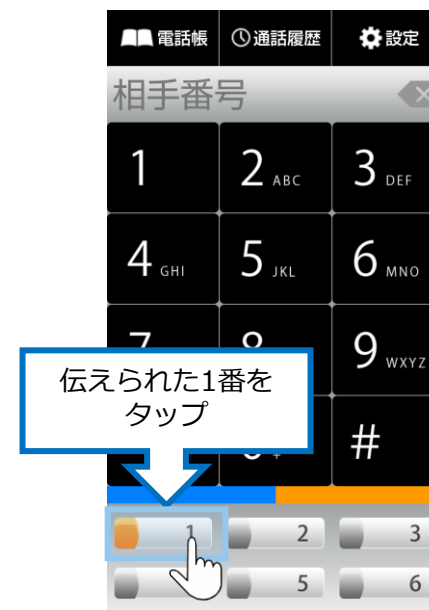 電話帳 通話履歴 設定
相手番号
1 2 ABC 3 DEF
4 GHI 5 JKL 6 MNO
9 WXYZ
伝えられた1番を
タップ
#
1 2 3
5 6